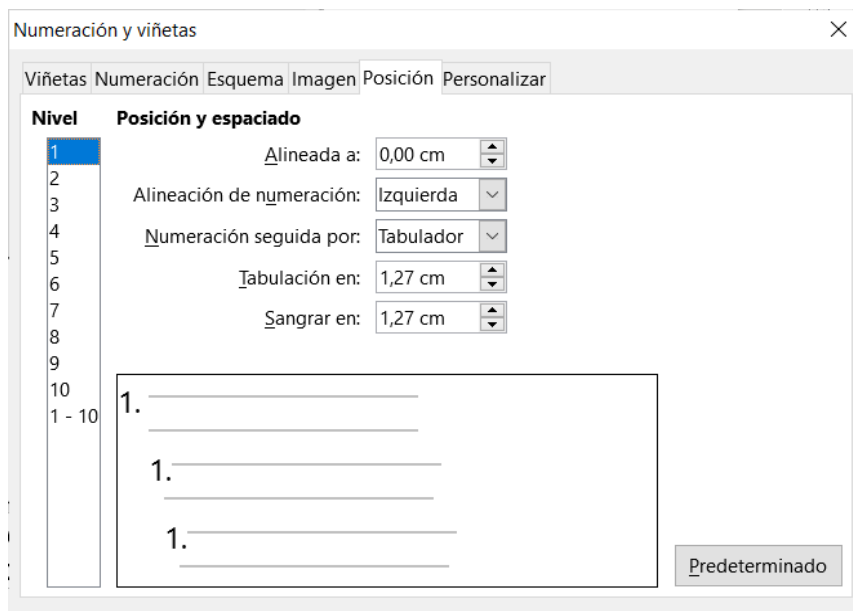 Numeración y viñetas
Viñetas Numeración Esquema Imagen Posición Personalizar
Nivel Posición y espaciado
1
2
3
4
5
6
7
8
9
10
1 - 10
Alineada a: 0,00 cm
Alineación de numeración: Izquierda
Numeración seguida por: Tabulador
Tabulación en: 1,27 cm
Sangrar en: 1,27 cm
1.
1.
1.
Predeterminado